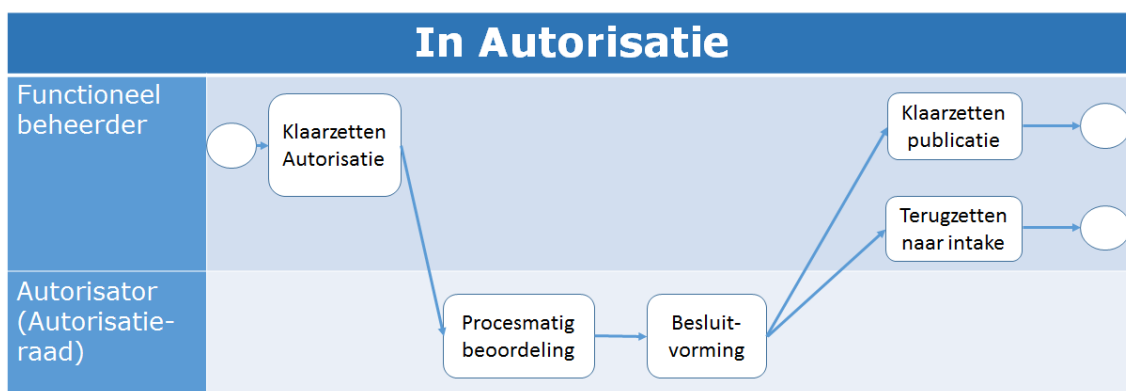 In Autorisatie
Functioneel
beheerder
Klaarzetten
Autorisatie
Klaarzetten
publicatie
Terugzetten
naar intake
Autorisator
(Autorisatie-
raad)
Procesmatig
beoordeling
Besluit-
vorming